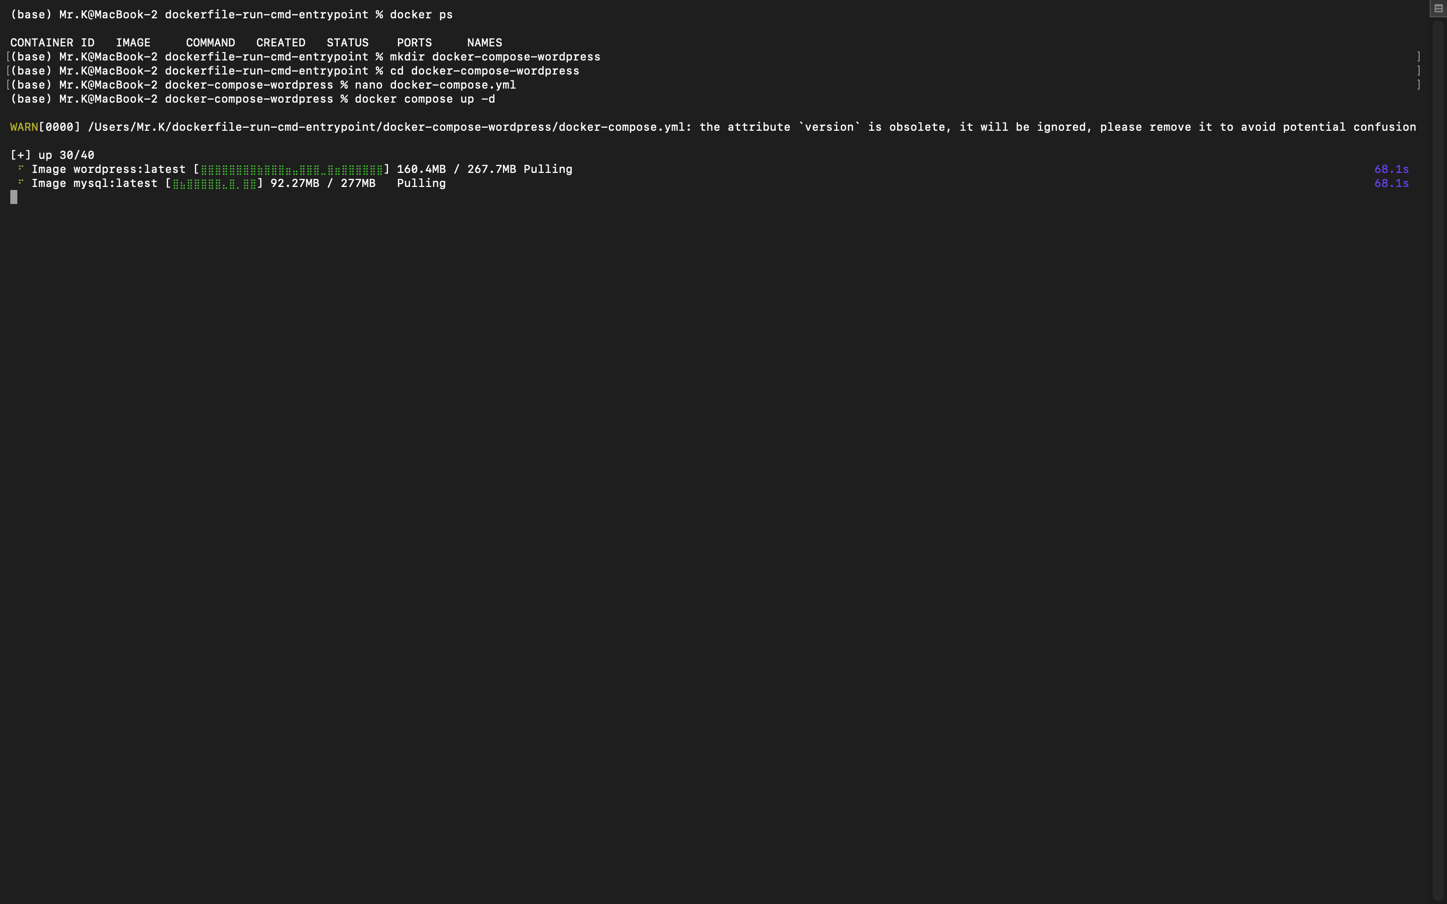 (base) Mr.K@MacBook-2 dockerfile-run-cmd-entrypoint % docker ps
CONTAINER ID   IMAGE     COMMAND   CREATED   STATUS    PORTS     NAMES
[(base) Mr.K@MacBook-2 dockerfile-run-cmd-entrypoint % mkdir docker-compose-wordpress ]
[(base) Mr.K@MacBook-2 dockerfile-run-cmd-entrypoint % cd docker-compose-wordpress ]
[(base) Mr.K@MacBook-2 docker-compose-wordpress % nano docker-compose.yml ]
(base) Mr.K@MacBook-2 docker-compose-wordpress % docker compose up -d
WARN[0000] /Users/Mr.K/dockerfile-run-cmd-entrypoint/docker-compose-wordpress/docker-compose.yml: the attribute `version` is obsolete, it will be ignored, please remove it to avoid potential confusion
[+] up 30/40
Image wordpress:latest [⣿⣿⣿⣿⣿⣿⣿⣿⣷⣿⣿⣿⣶⣤⣿⣿⣿⣀⣿⣶⣿⣿⣿⣿⣿⣿] 160.4MB / 267.7MB Pulling 68.1s
Image mysql:latest [⣿⣦⣿⣿⣿⣿⣿⣄⣿⡀⣿⣿] 92.27MB / 277MB   Pulling 68.1s